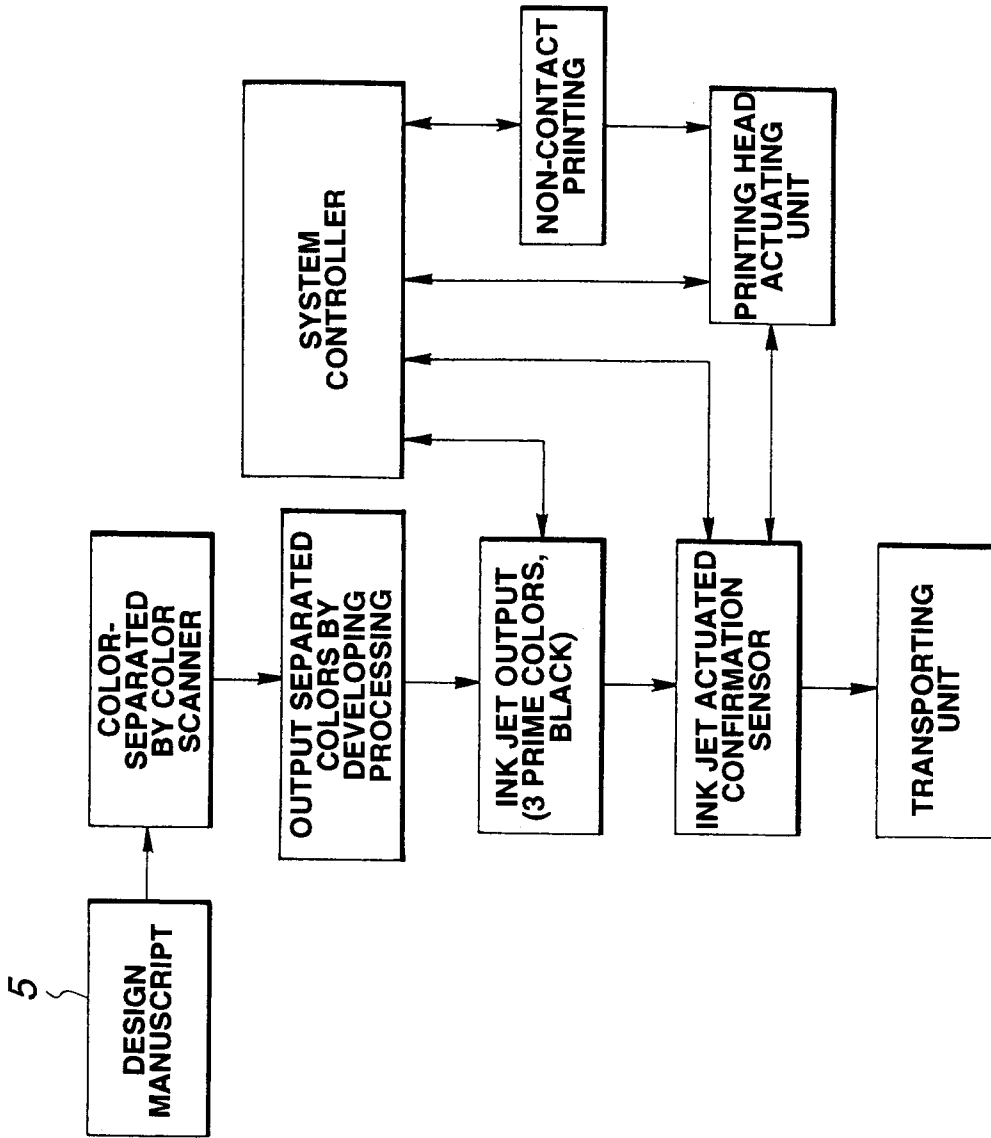 5
DESIGN
MANUSCRIPT
COLOR-
SEPARATED
BY COLOR
SCANNER
OUTPUT SEPARATED
COLORS BY
DEVELOPING
PROCESSING
INK JET OUTPUT
(3 PRIME COLORS,
BLACK)
INK JET ACTUATED
CONFIRMATION
SENSOR
TRANSPORTING
UNIT
SYSTEM
CONTROLLER
NON-CONTACT
PRINTING
PRINTING HEAD
ACTUATING
UNIT